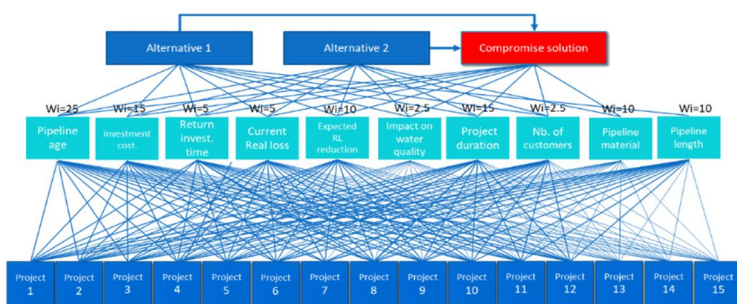 Alternative 1
Alternative 2
Compromise solution
Wi=25
Wi=15
Wi=5
Wi=5
Wi=10
Wi=2.5
Wi=15
Wi=2.5
Wi=10
Wi=10
Pipeline
age
Investment
cost.
Return
invest.
time
Current
Real loss
Expected
RL
reduction
Impact on
water
quality
Project
duration
Nb. of
customers
Pipeline
material
Pipeline
length
Project
1
Project
2
Project
3
Project
4
Project
5
Project
6
Project
7
Project
8
Project
9
Project
10
Project
11
Project
12
Project
13
Project
14
Project
15